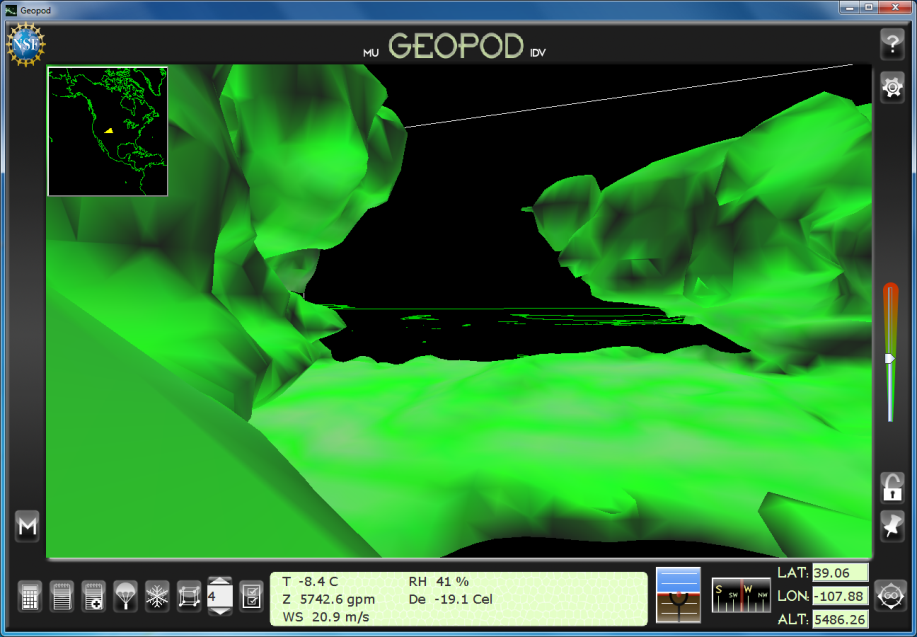 Geopod
NSF
MU GEOPOD IDV
?
M
4
T -8.4 C RH 41 %
Z 5742.6 gpm De -19.1 Cel
WS 20.9 m/s
S SW W NW
LAT: 39.06
LON: -107.88
ALT: 5486.26
GO